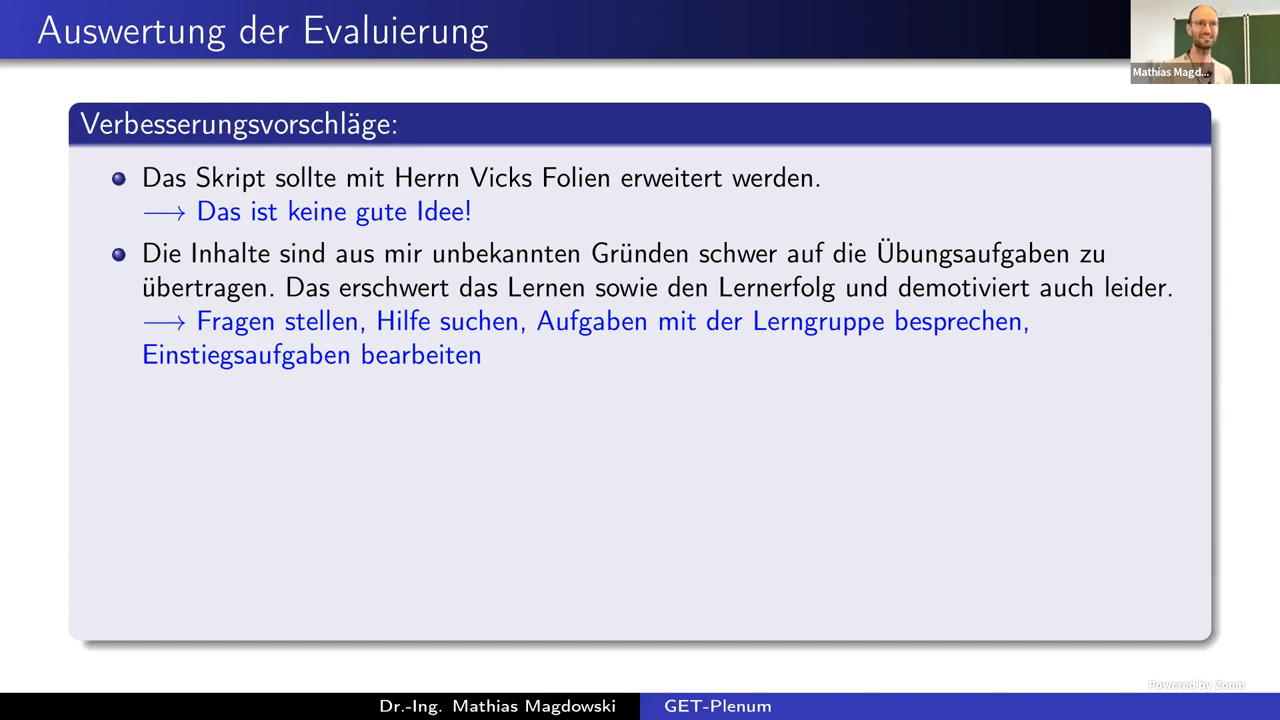 Auswertung der Evaluierung
Mathias Magd...
Verbesserungsvorschläge:
Das Skript sollte mit Herrn Vicks Folien erweitert werden.
⟶ Das ist keine gute Idee!
Die Inhalte sind aus mir unbekannten Gründen schwer auf die Übungsaufgaben zu
übertragen. Das erschwert das Lernen sowie den Lernerfolg und demotiviert auch leider.
⟶ Fragen stellen, Hilfe suchen, Aufgaben mit der Lerngruppe besprechen,
Einstiegsaufgaben bearbeiten
Powered by Zoom
Dr.-Ing. Mathias Magdowski
GET-Plenum